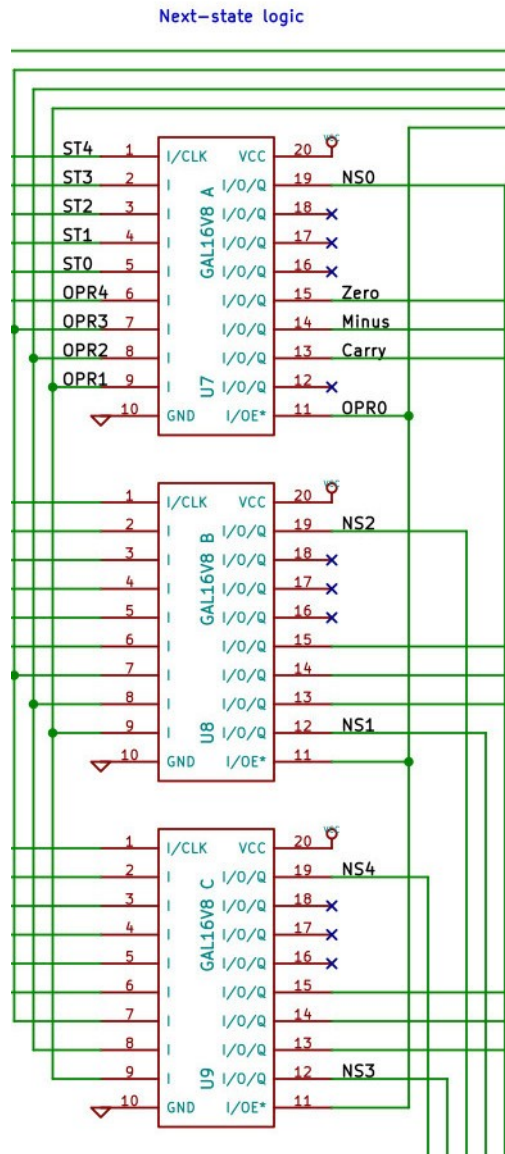 Next-state logic
ST4 1 I/CLK VCC 20 VCC
ST3 2 I I/O/Q 19 NS0
ST2 3 I I/O/Q 18
ST1 4 I I/O/Q 17
ST0 5 I I/O/Q 16
OPR4 6 I I/O/Q 15 Zero
OPR3 7 I I/O/Q 14 Minus
OPR2 8 I I/O/Q 13 Carry
OPR1 9 I I/O/Q 12
10 GND I/OE* 11 OPR0
GAL16V8 A
U7
1 I/CLK VCC 20 VCC
2 I I/O/Q 19 NS2
3 I I/O/Q 18
4 I I/O/Q 17
5 I I/O/Q 16
6 I I/O/Q 15
7 I I/O/Q 14
8 I I/O/Q 13
9 I I/O/Q 12 NS1
10 GND I/OE* 11
GAL16V8 B
U8
1 I/CLK VCC 20 VCC
2 I I/O/Q 19 NS4
3 I I/O/Q 18
4 I I/O/Q 17
5 I I/O/Q 16
6 I I/O/Q 15
7 I I/O/Q 14
8 I I/O/Q 13
9 I I/O/Q 12 NS3
10 GND I/OE* 11
GAL16V8 C
U9